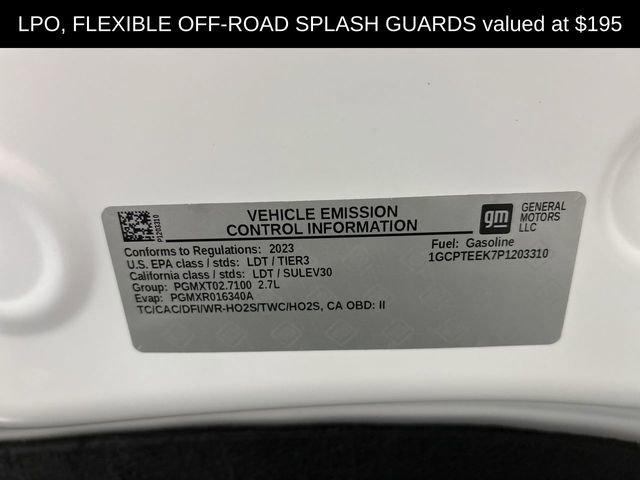 LPO, FLEXIBLE OFF-ROAD SPLASH GUARDS valued at $195
P1203310
VEHICLE EMISSION
CONTROL INFORMATION
gm
GENERAL
MOTORS
LLC
Conforms to Regulations: 2023
U.S. EPA class / stds: LDT / TIER3
California class / stds: LDT / SULEV30
Group: PGMXT02.7100 2.7L
Evap: PGMXR016340A
TC/CAC/DFI/WR-HO2S/TWC/HO2S, CA OBD: II
Fuel: Gasoline
1GCPTEEK7P1203310